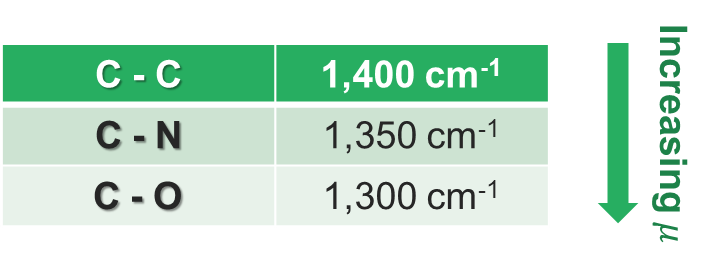 C - C 1,400 cm-1
C - N 1,350 cm-1
C - O 1,300 cm-1
Increasing μ